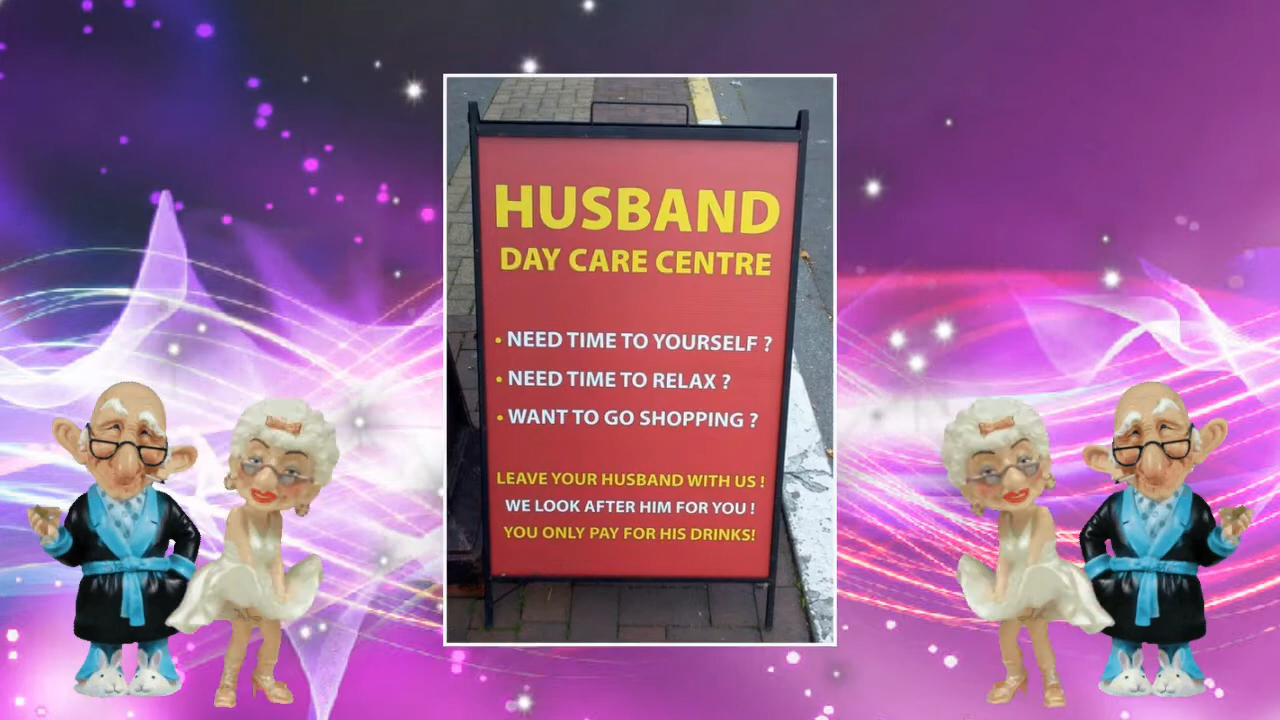 HUSBAND
DAY CARE CENTRE
• NEED TIME TO YOURSELF ?
• NEED TIME TO RELAX ?
• WANT TO GO SHOPPING ?
LEAVE YOUR HUSBAND WITH US !
WE LOOK AFTER HIM FOR YOU !
YOU ONLY PAY FOR HIS DRINKS!